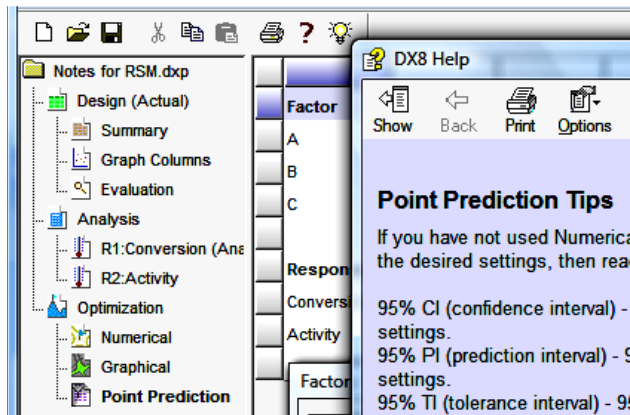 Notes for RSM.dxp
Design (Actual)
Summary
Graph Columns
Evaluation
Analysis
R1:Conversion (Ana
R2:Activity
Optimization
Numerical
Graphical
Point Prediction
Factor
A
B
C
Respon
Conversi
Activity
Factor
DX8 Help
Show Back Print Options
Point Prediction Tips
If you have not used Numerica
the desired settings, then rea
95% CI (confidence interval) -
settings.
95% PI (prediction interval) - 9
settings.
95% TI (tolerance interval) - 95